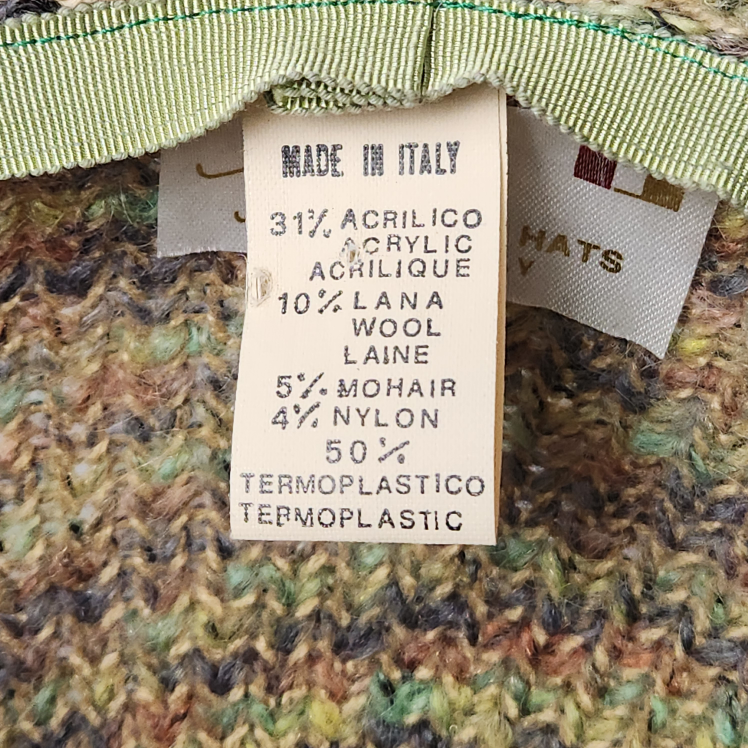 MADE IN ITALY
31% ACRILICO
ACRYLIC
ACRILIQUE
10% LANA
WOOL
LAINE
5% MOHAIR
4% NYLON
50%
TERMOPLASTICO
TERMOPLASTIC
HATS
Y